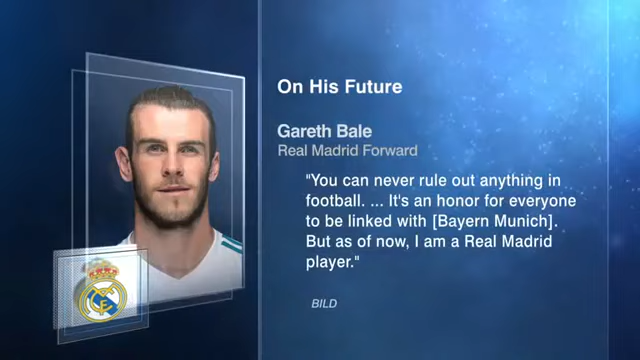 On His Future
Gareth Bale
Real Madrid Forward
"You can never rule out anything in
football. ... It's an honor for everyone
to be linked with [Bayern Munich].
But as of now, I am a Real Madrid
player."
BILD